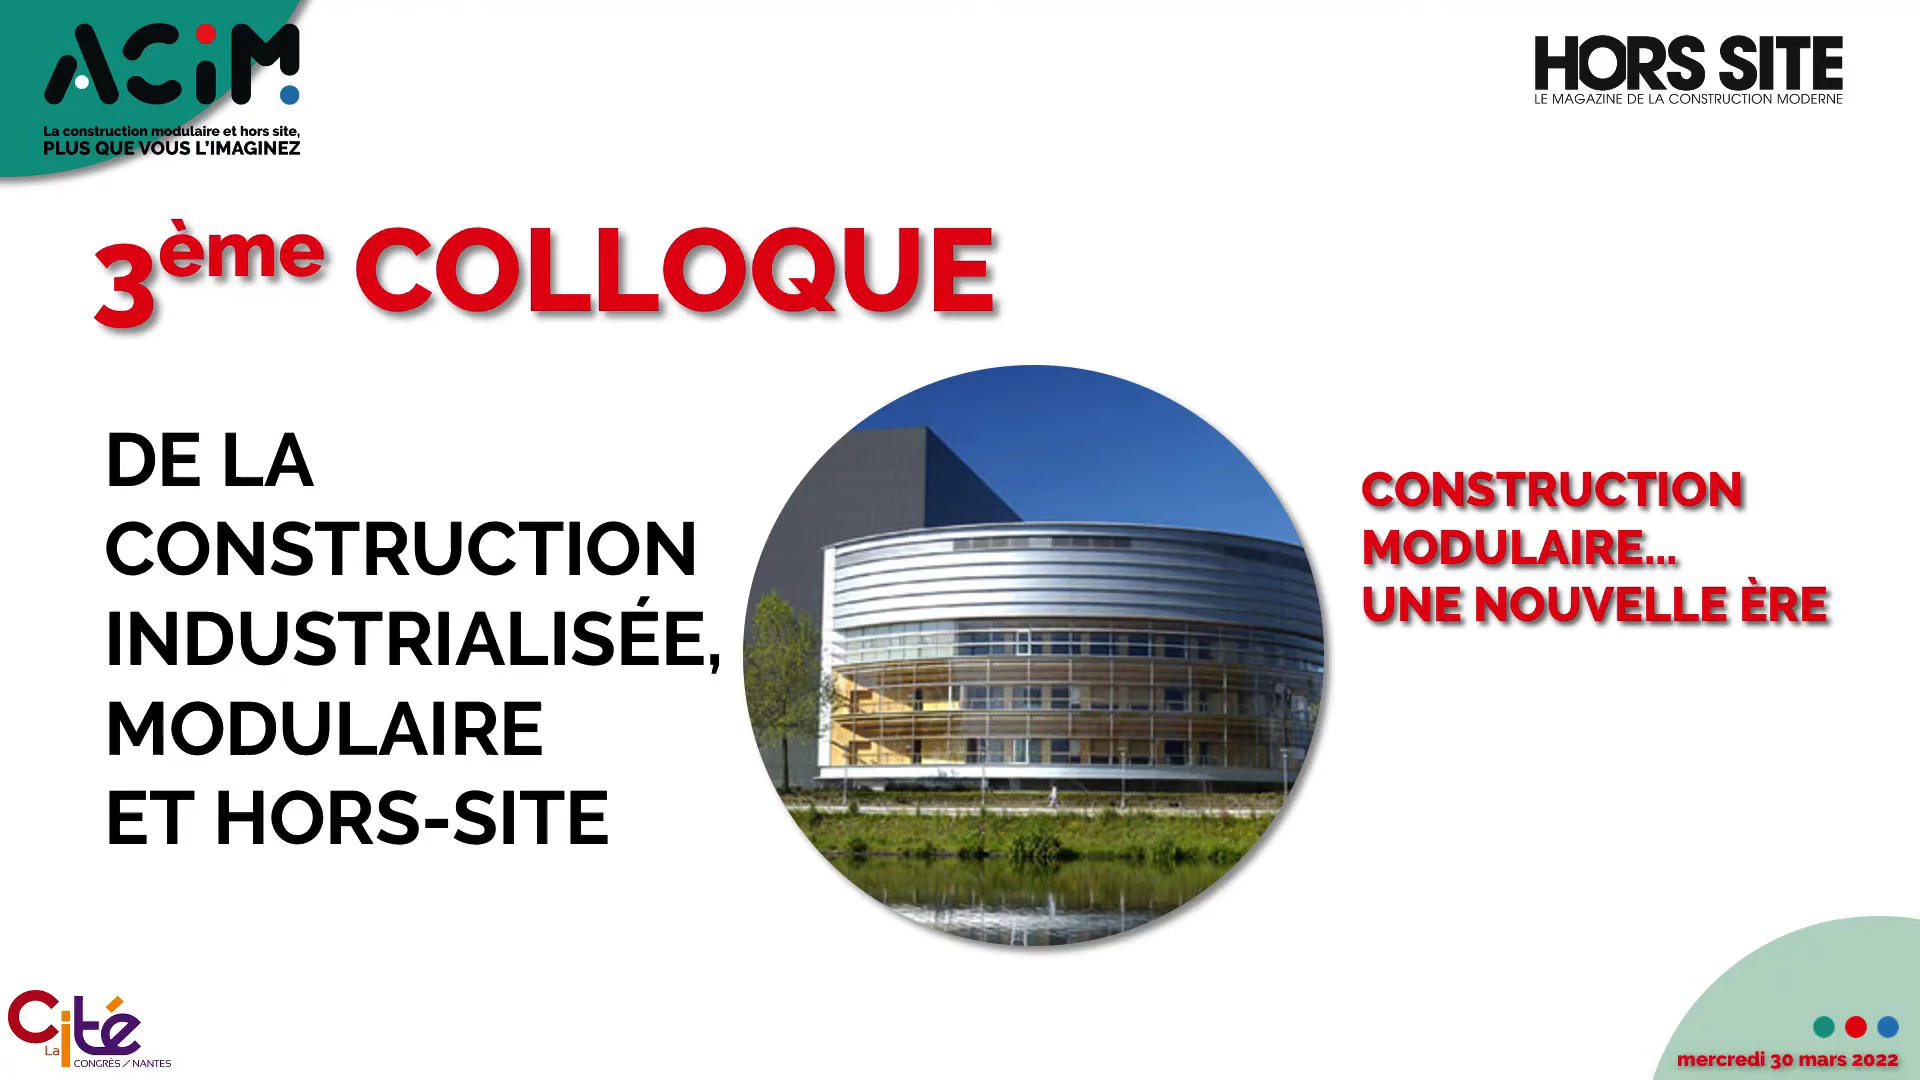 ACiM
La construction modulaire et hors site,
PLUS QUE VOUS L'IMAGINEZ
HORS SITE
LE MAGAZINE DE LA CONSTRUCTION MODERNE
3ème COLLOQUE
DE LA
CONSTRUCTION
INDUSTRIALISÉE,
MODULAIRE
ET HORS-SITE
CONSTRUCTION
MODULAIRE...
UNE NOUVELLE ÈRE
La Cité
CONGRÈS / NANTES
mercredi 30 mars 2022